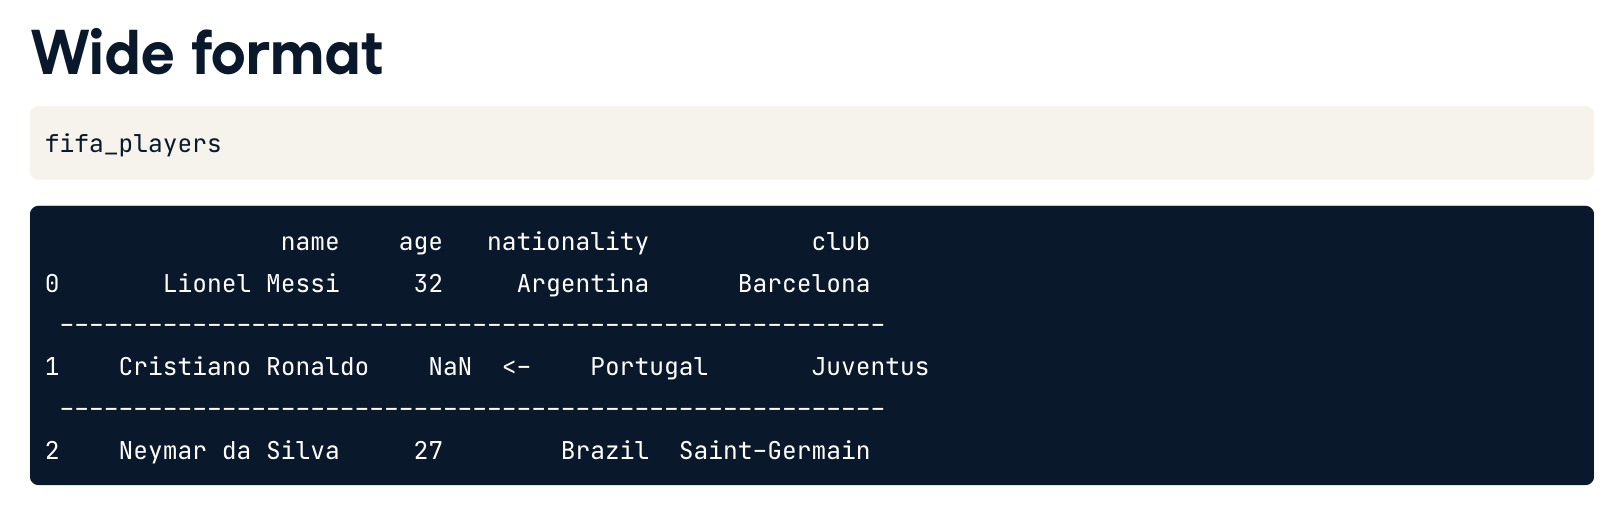 Wide format
fifa_players
name    age   nationality           club
0       Lionel Messi     32     Argentina      Barcelona
--------------------------------------------------------
1    Cristiano Ronaldo    NaN  <-    Portugal       Juventus
--------------------------------------------------------
2    Neymar da Silva     27        Brazil  Saint-Germain